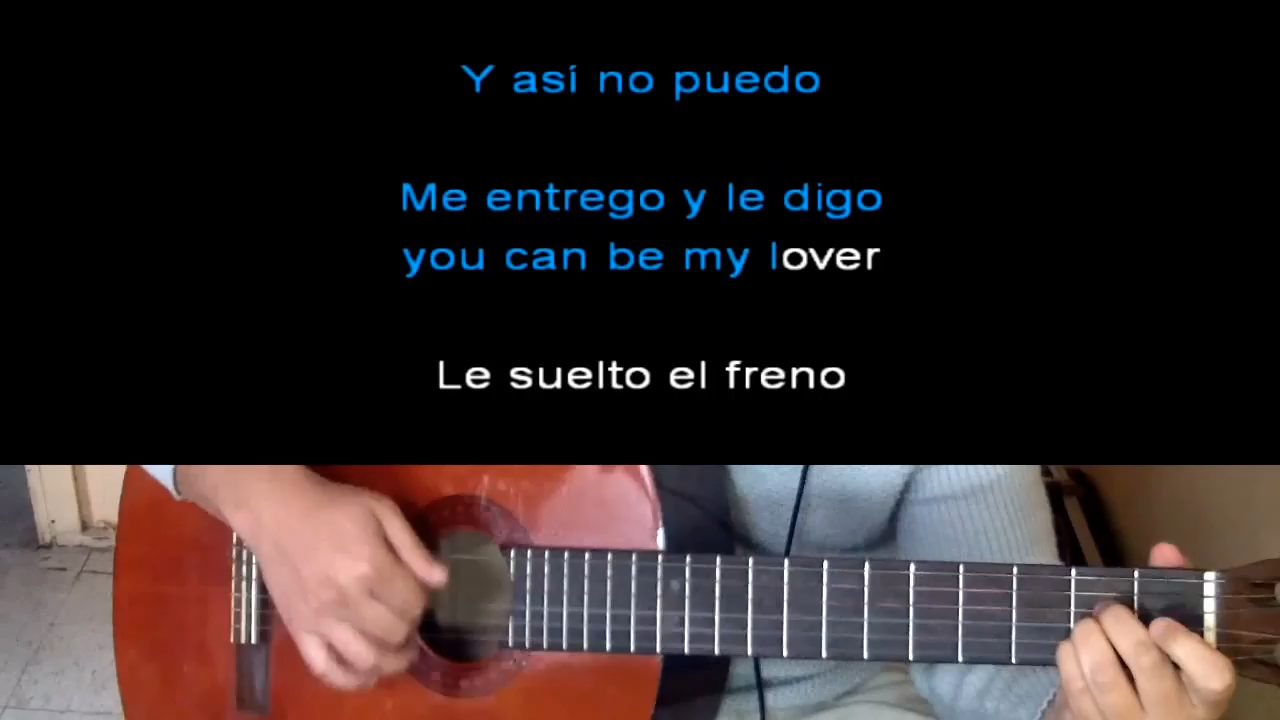 Y así no puedo
Me entrego y le digo
you can be my lover
Le suelto el freno